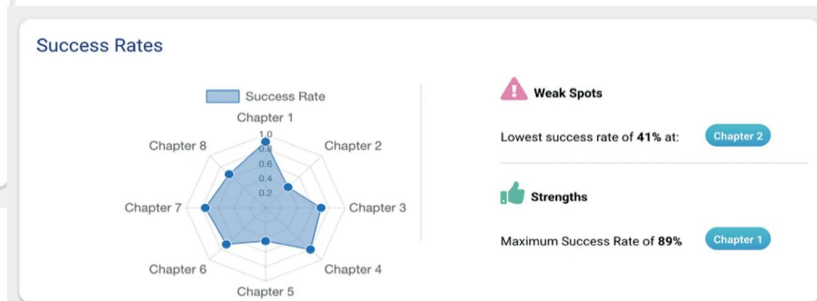 Success Rates
Success Rate
Chapter 1
1.0
0.8
0.6
0.4
0.2
Chapter 8
Chapter 2
Chapter 7
Chapter 3
Chapter 6
Chapter 4
Chapter 5
Weak Spots
Lowest success rate of 41% at: Chapter 2
Strengths
Maximum Success Rate of 89% Chapter 1